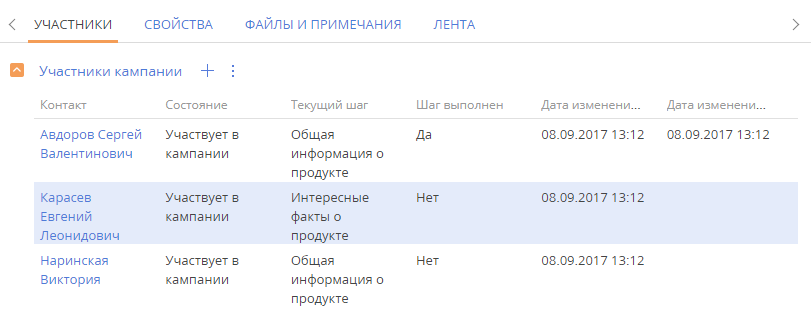 УЧАСТНИКИ СВОЙСТВА ФАЙЛЫ И ПРИМЕЧАНИЯ ЛЕНТА
Участники кампании
Контакт Состояние Текущий шаг Шаг выполнен Дата изменени... Дата изменени...
Авдоров Сергей Участвует в Общая Да 08.09.2017 13:12 08.09.2017 13:12
Валентинович кампании информация о
продукте
Карасев Участвует в Интересные Нет 08.09.2017 13:12
Евгений кампании факты о
Леонидович продукте
Наринская Участвует в Общая Нет 08.09.2017 13:12
Виктория кампании информация о
продукте